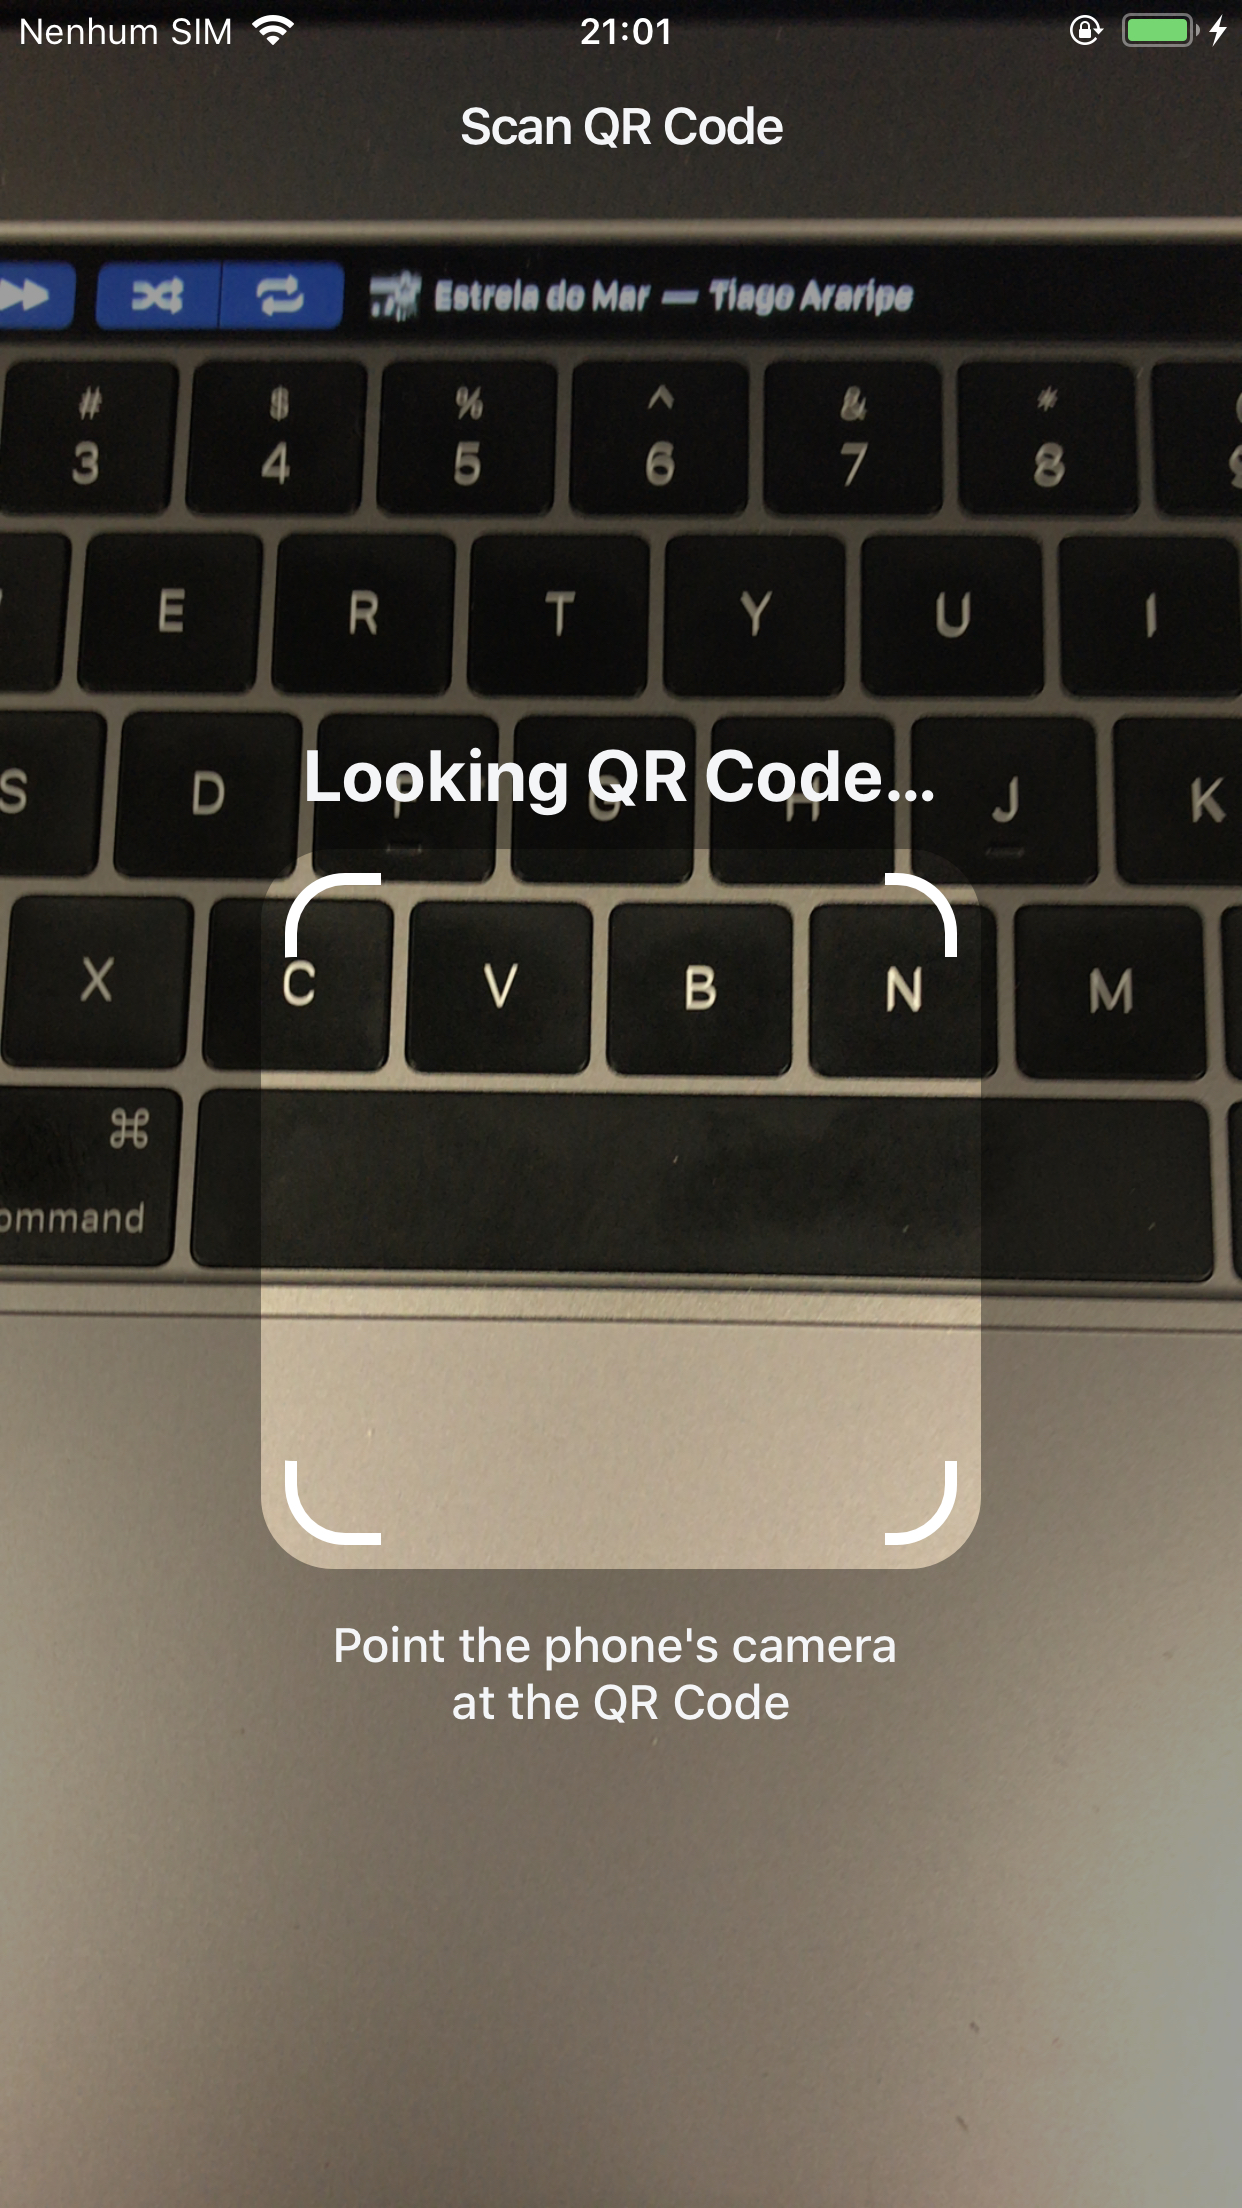 Nenhum SIM 21:01
Scan QR Code
Estrela do Mar — Tiago Araripe
# $ % ^ & *
3 4 5 6 7 8
E R T Y U I
S D F G H J K
Looking QR Code...
X C V B N M
⌘
ommand
Point the phone's camera
at the QR Code